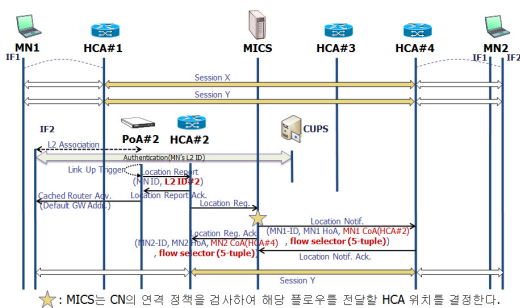 MN1 HCA#1 MICS HCA#3 HCA#4 MN2
IF1 IF1 IF2
Session X
Session Y
IF2
CUPS
PoA#2 HCA#2
L2 Association
Authentication(MN's L2 ID)
Link Up Trigger
Location Report
(MN ID, L2 ID#2)
Location Report Ack.
Cached Router Adv.
(Default GW Addr.)
Location Reg.
Location Notif.
(MN1-ID, MN1 HoA, MN1 CoA(HCA#2)
, flow selector (5-tuple))
Location Reg. Ack
(MN2-ID, MN2 HoA, MN2 CoA(HCA#4)
, flow selector (5-tuple))
Location Notif. Ack.
Session Y
: MICS는 CN의 연격 정책을 검사하여 해당 플로우를 전달할 HCA 위치를 결정한다.